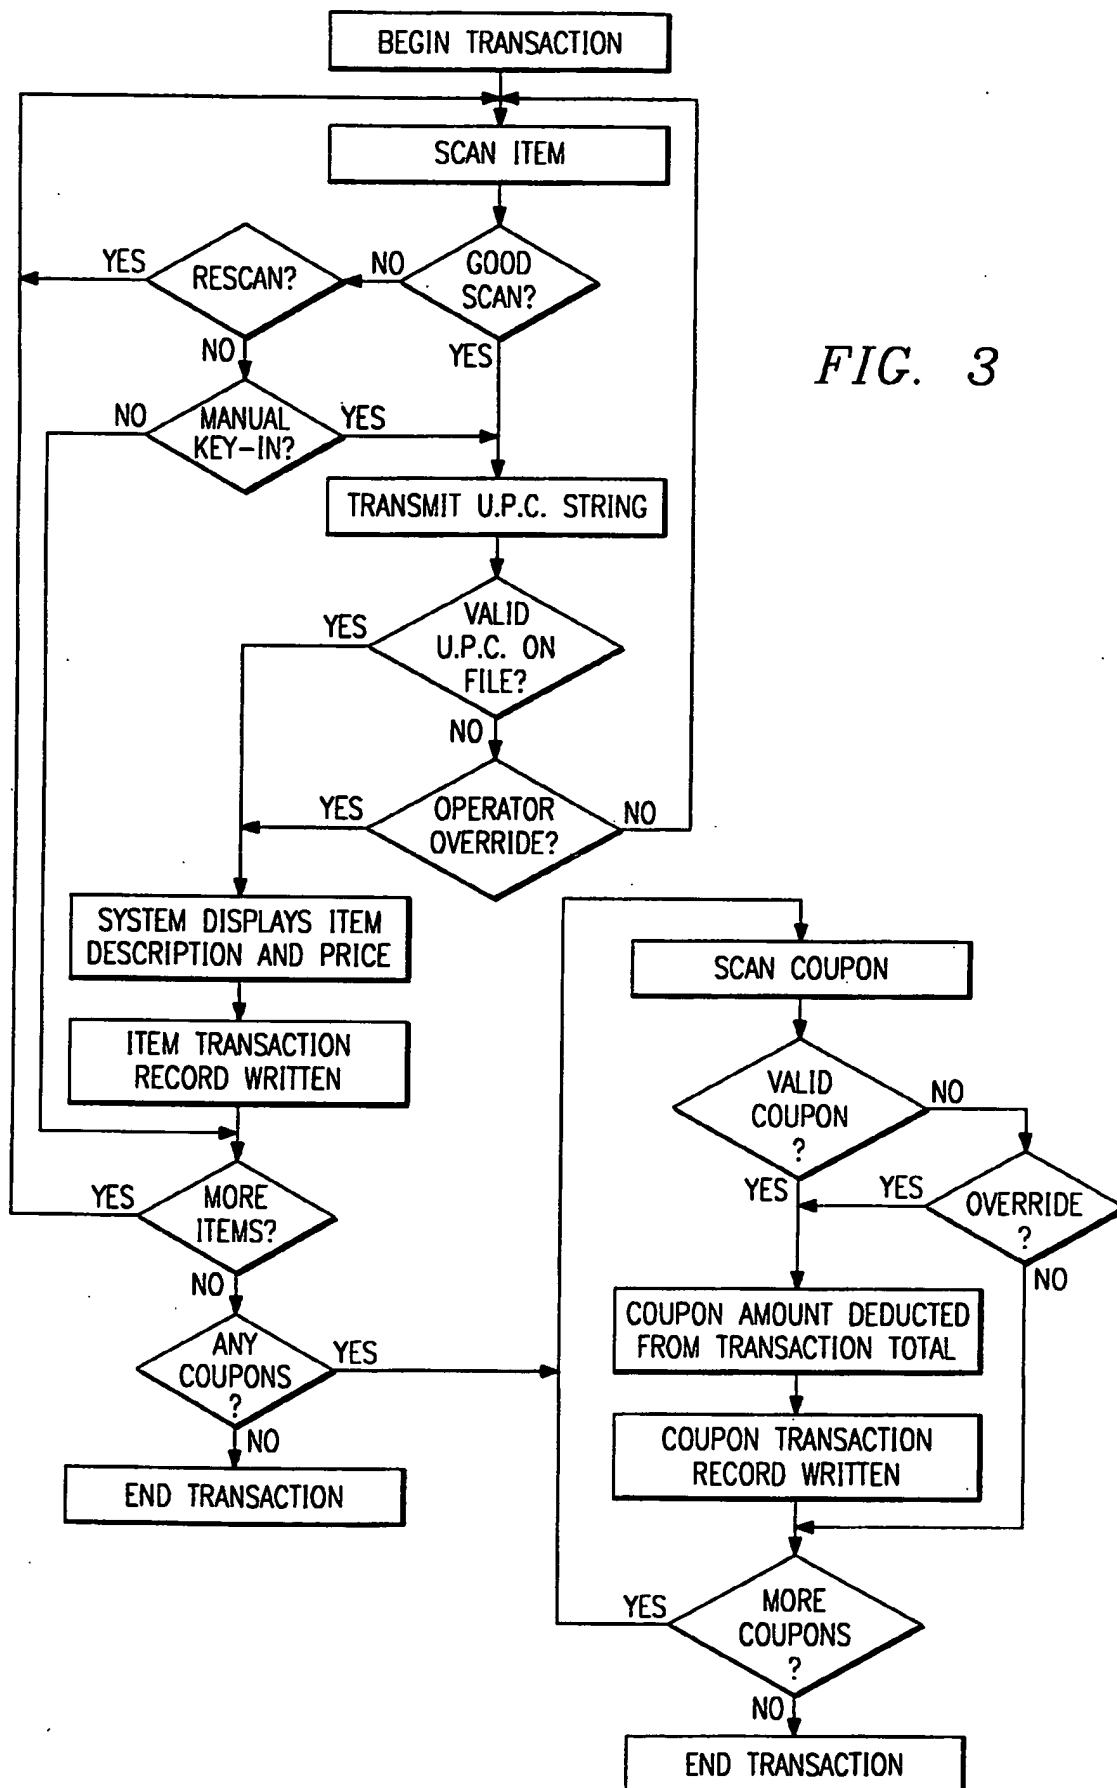 BEGIN TRANSACTION
SCAN ITEM
YES
RESCAN?
NO
GOOD
SCAN?
NO
YES
FIG. 3
NO
MANUAL
KEY-IN?
YES
TRANSMIT U.P.C. STRING
YES
VALID
U.P.C. ON
FILE?
NO
YES
OPERATOR
OVERRIDE?
NO
SYSTEM DISPLAYS ITEM
DESCRIPTION AND PRICE
ITEM TRANSACTION
RECORD WRITTEN
YES
MORE
ITEMS?
NO
ANY
COUPONS
?
YES
NO
END TRANSACTION
SCAN COUPON
VALID
COUPON
?
NO
YES
YES
OVERRIDE
?
NO
COUPON AMOUNT DEDUCTED
FROM TRANSACTION TOTAL
COUPON TRANSACTION
RECORD WRITTEN
YES
MORE
COUPONS
?
NO
END TRANSACTION